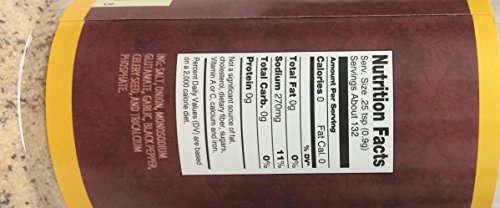 Nutrition Facts
Serv. Size .25 tsp (0.9g)
Servings About 132
Amount Per Serving
Calories 0 Fat Cal. 0
% DV*
Total Fat 0g 0%
Sodium 270mg 11%
Total Carb. 0g 0%
Protein 0g
Not a significant source of fat,
cholesterol, dietary fiber, sugars,
Vitamin A or C, calcium and iron.
Percent Daily Values (DV) are based
on a 2,000 calorie diet.
ING: SALT, ONION, MONOSODIUM
GLUTAMATE, GARLIC, BLACK PEPPER,
CELERY SEED, AND TRICALCIUM
PHOSPHATE.